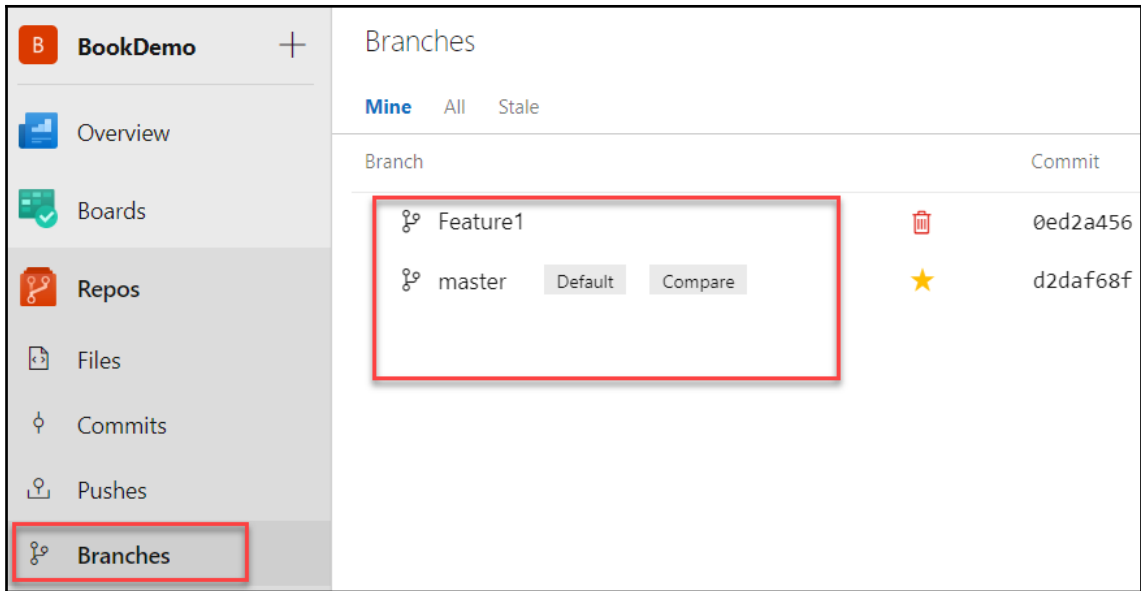 B BookDemo
Overview
Boards
Repos
Files
Commits
Pushes
Branches
Branches
Mine All Stale
Branch Commit
Feature1 0ed2a456
master Default Compare d2daf68f